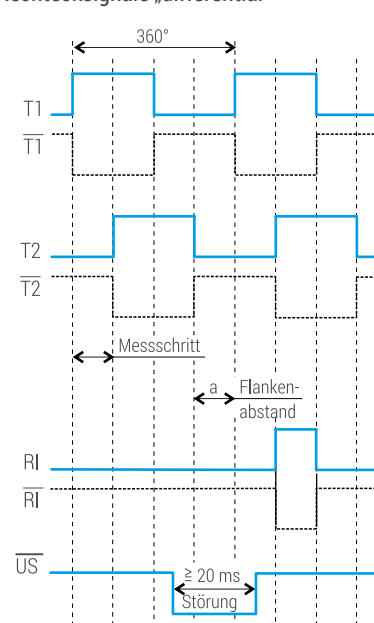 360°
T1
T1
T2
T2
Messschritt
a
Flanken-
abstand
RI
RI
US
≧ 20 ms
Störung